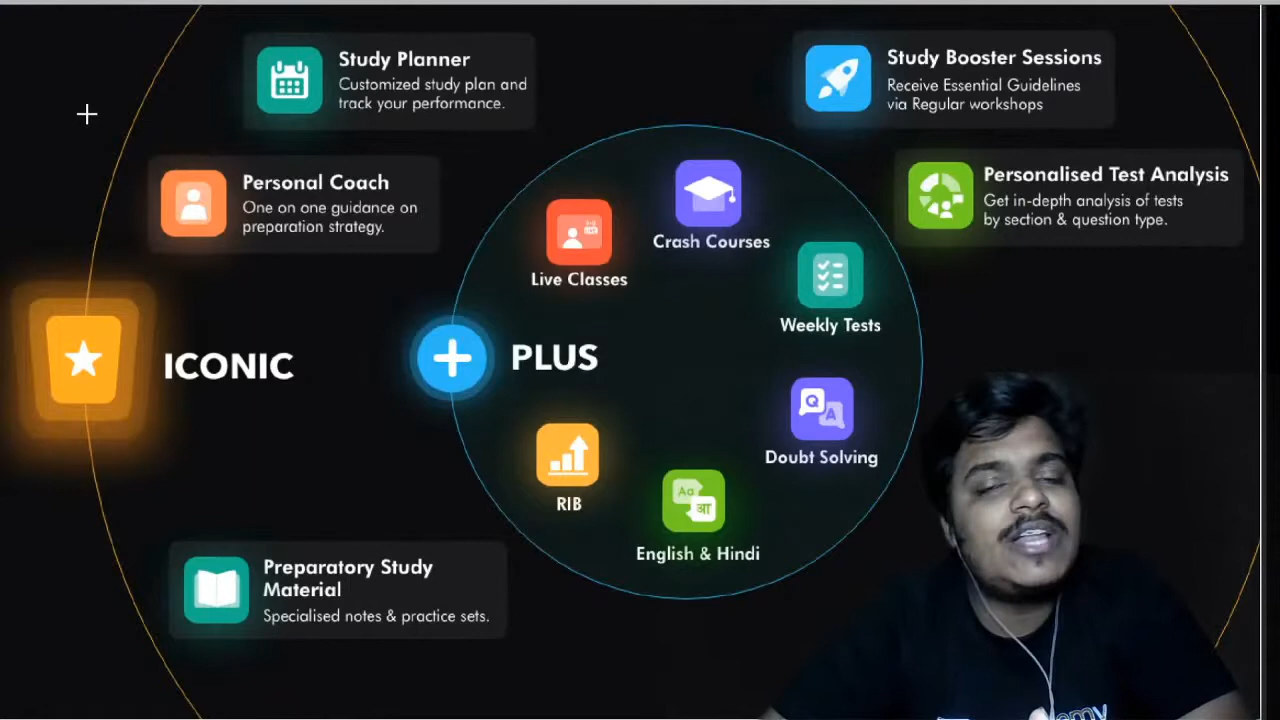 Study Planner
Customized study plan and
track your performance.
Study Booster Sessions
Receive Essential Guidelines
via Regular workshops
Personal Coach
One on one guidance on
preparation strategy.
Personalised Test Analysis
Get in-depth analysis of tests
by section & question type.
Crash Courses
Live Classes
Weekly Tests
ICONIC
PLUS
Q
A
Doubt Solving
RIB
Aa
आ
English & Hindi
Preparatory Study
Material
Specialised notes & practice sets.